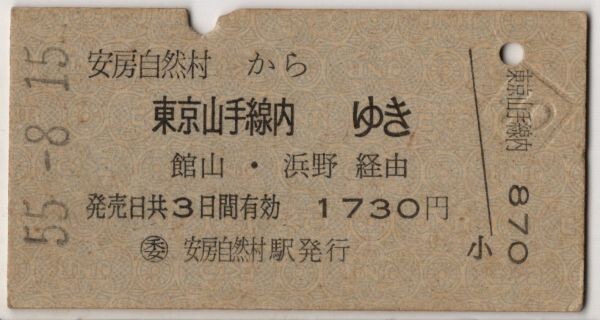 55-8.15
安房自然村 から
東京山手線内 ゆき
館山・浜野 経由
発売日共3日間有効 1730円
委 安房自然村駅発行
東京山手線内
小 870